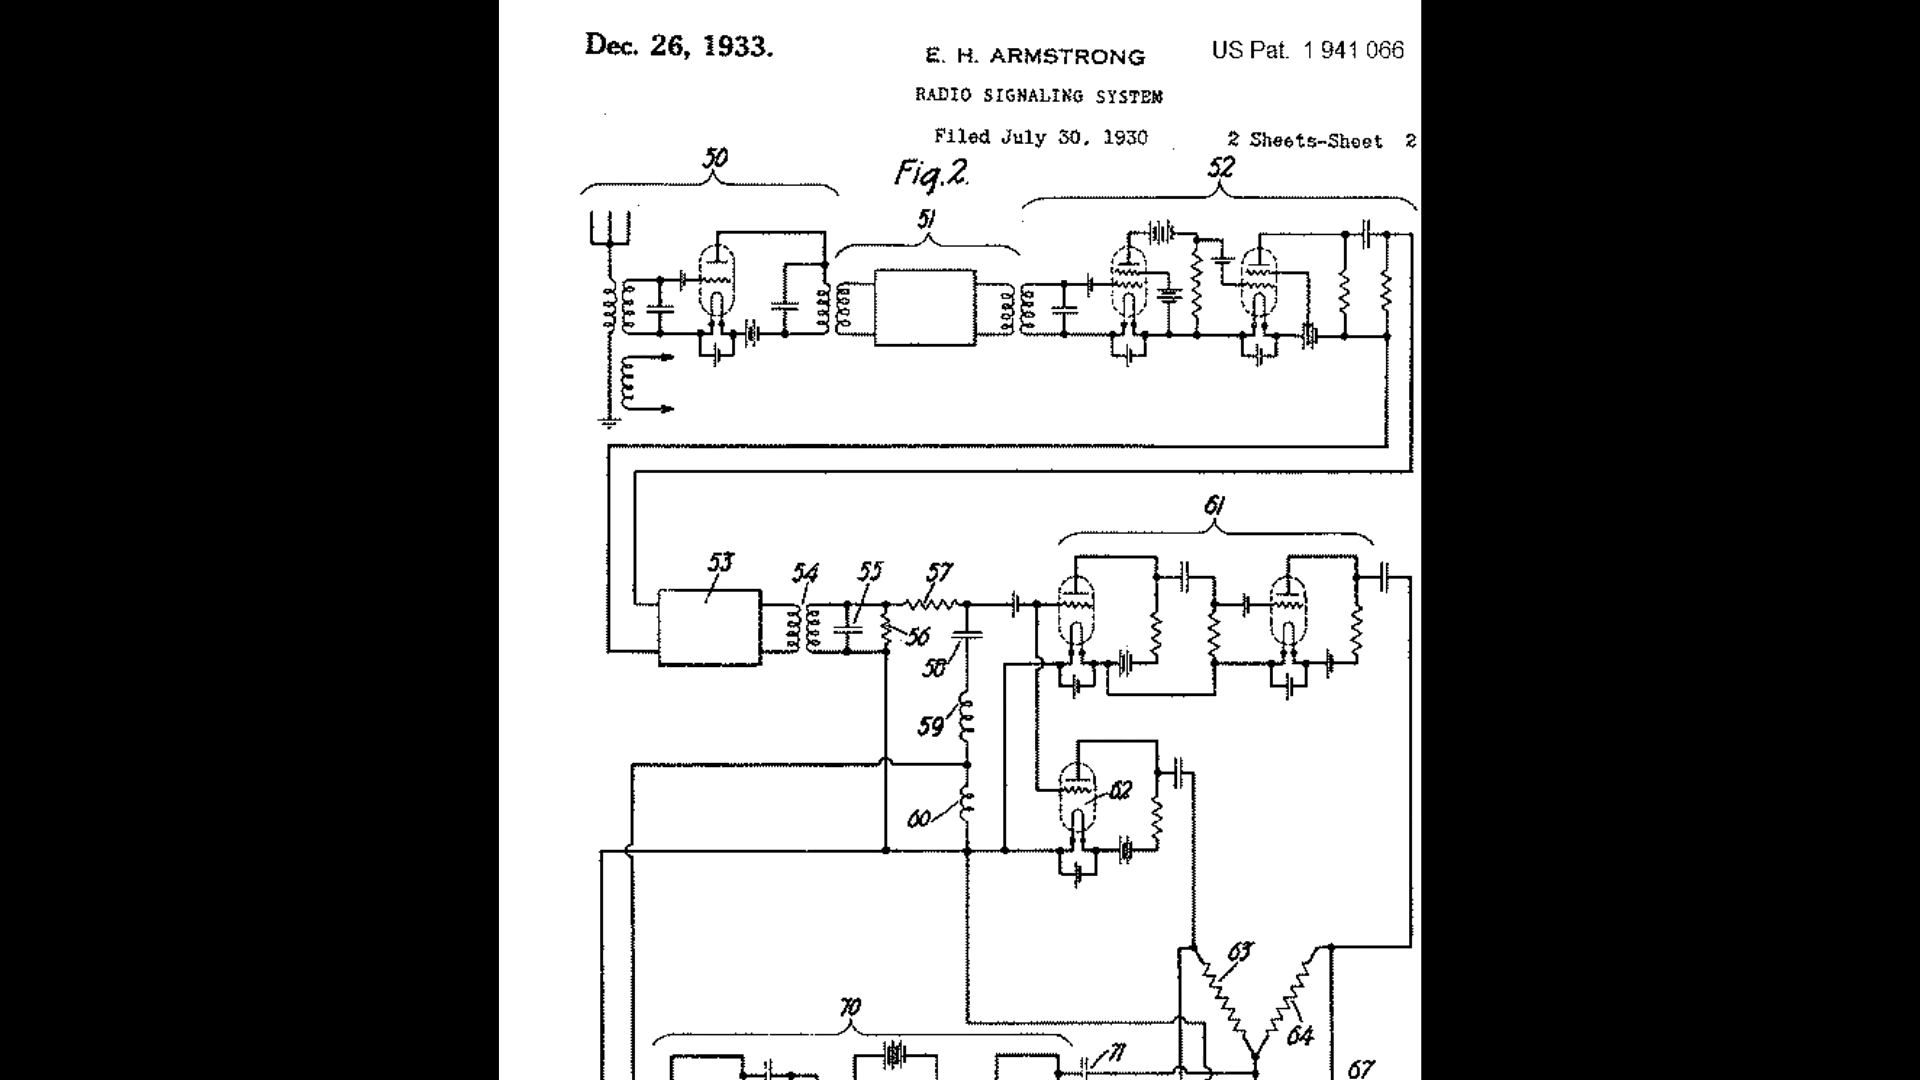 Dec. 26, 1933.
E. H. ARMSTRONG
US Pat. 1 941 066
RADIO SIGNALING SYSTEM
Filed July 30, 1930
2 Sheets-Sheet 2
50
Fig. 2.
52
51
61
53
54
55
57
56
58
59
62
60
63
64
70
71
67